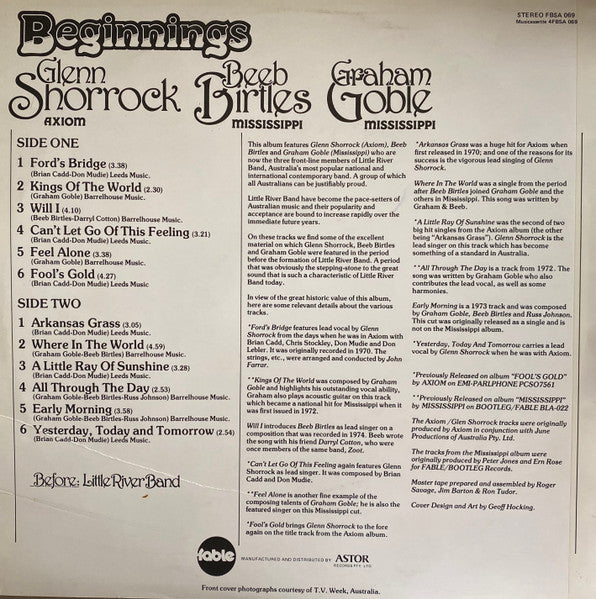 Beginnings
STEREO FBSA 069
Musicassette 4FBSA 069
Glenn Shorrock
AXIOM
Beeb Birtles
MISSISSIPPI
Graham Goble
MISSISSIPPI
SIDE ONE
1 Ford's Bridge (3.38)
(Brian Cadd-Don Mudie) Leeds Music.
2 Kings Of The World (2.30)
(Graham Goble) Barrelhouse Music.
3 Will I (4.10)
(Beeb Birtles-Darryl Cotton) Barrelhouse Music.
4 Can't Let Go Of This Feeling (3.21)
(Brian Cadd-Don Mudie) Leeds Music.
5 Feel Alone (3.38)
(Graham Goble) Barrelhouse Music.
6 Fool's Gold (4.27)
(Brian Cadd-Don Mudie) Leeds Music
SIDE TWO
1 Arkansas Grass (3.05)
(Brian Cadd-Don Mudie) Leeds Music.
2 Where In The World (4.59)
(Graham Goble-Beeb Birtles) Barrelhouse Music.
3 A Little Ray Of Sunshine (3.28)
(Brian Cadd-Don Mudie) Leeds Music.
4 All Through The Day (2.53)
(Graham Goble-Beeb Birtles-Russ Johnson) Barrelhouse Music.
5 Early Morning (3.58)
(Graham Goble-Beeb Birtles-Russ Johnson) Barrelhouse Music.
6 Yesterday, Today and Tomorrow (2.54)
(Brian Cadd-Don Mudie) Leeds Music.
Before: Little River Band
This album features Glenn Shorrock (Axiom), Beeb
Birtles and Graham Goble (Mississippi) who are
now the three front-line members of Little River
Band, Australia's most popular national and
international contemporary band. A group of which
all Australians can be justifiably proud.
Little River Band have become the pace-setters of
Australian music and their popularity and
acceptance are bound to increase rapidly over the
immediate future years.
On these tracks we find some of the excellent
material on which Glenn Shorrock, Beeb Birtles
and Graham Goble were featured in the period
before the formation of Little River Band. A period
that was obviously the stepping-stone to the great
sound that is such a characteristic of Little River
Band today.
In view of the great historic value of this album,
here are some relevant details about the various
tracks.
*Ford's Bridge features lead vocal by Glenn
Shorrock from the days when he was in Axiom with
Brian Cadd, Chris Stockley, Don Mudie and Don
Lebler. It was originally recorded in 1970. The
strings, etc., were arranged and conducted by John
Farrar.
**Kings Of The World was composed by Graham
Goble and highlights his outstanding vocal ability,
Graham also plays acoustic guitar on this track
which became a national hit for Mississippi when it
was first issued in 1972.
Will I introduces Beeb Birtles as lead singer on a
composition that was recorded in 1974. Beeb wrote
the song with his friend Darryl Cotton, who were
once members of the same band, Zoot.
*Can't Let Go Of This Feeling again features Glenn
Shorrock as lead singer. It was composed by Brian
Cadd and Don Mudie.
**Feel Alone is another fine example of the
composing talents of Graham Goble; he is also the
featured singer on this Mississippi cut.
*Fool's Gold brings Glenn Shorrock to the fore
again on the title track from the Axiom album.
*Arkansas Grass was a huge hit for Axiom when
first released in 1970; and one of the reasons for its
success is the vigorous lead singing of Glenn
Shorrock.
Where In The World was a single from the period
after Beeb Birtles joined Graham Goble and the
others in Mississippi. This song was written by
Graham & Beeb.
*A Little Ray Of Sunshine was the second of two
big hit singles from the Axiom album (the other
being "Arkansas Grass"). Glenn Shorrock is the
lead singer on this track which has become
something of a standard in Australia.
**All Through The Day is a track from 1972. The
song was written by Graham Goble who also
contributes the lead vocal, as well as some
harmonies.
Early Morning is a 1973 track and was composed
by Graham Goble, Beeb Birtles and Russ Johnson.
This cut was originally released as a single and is
not on the Mississippi album.
*Yesterday, Today And Tomorrow carries a lead
vocal by Glenn Shorrock when he was with Axiom.
*Previously Released on album "FOOL'S GOLD"
by AXIOM on EMI-PARLPHONE PCSO7561
**Previously Released on album "MISSISSIPPI"
by MISSISSIPPI on BOOTLEG/FABLE BLA-022
The Axiom/Glen Shorrock tracks were originally
produced by Axiom in conjunction with June
Productions of Australia Pty. Ltd.
The tracks from the Mississippi album were
originally produced by Peter Jones and Ern Rose
for FABLE/BOOTLEG Records.
Master tape prepared and assembled by Roger
Savage, Jim Barton & Ron Tudor.
Cover Design and Art by Geoff Hocking.
fable
MANUFACTURED AND DISTRIBUTED BY ASTOR
RECORDS PTY. LTD.
Front cover photographs courtesy of T.V. Week, Australia.